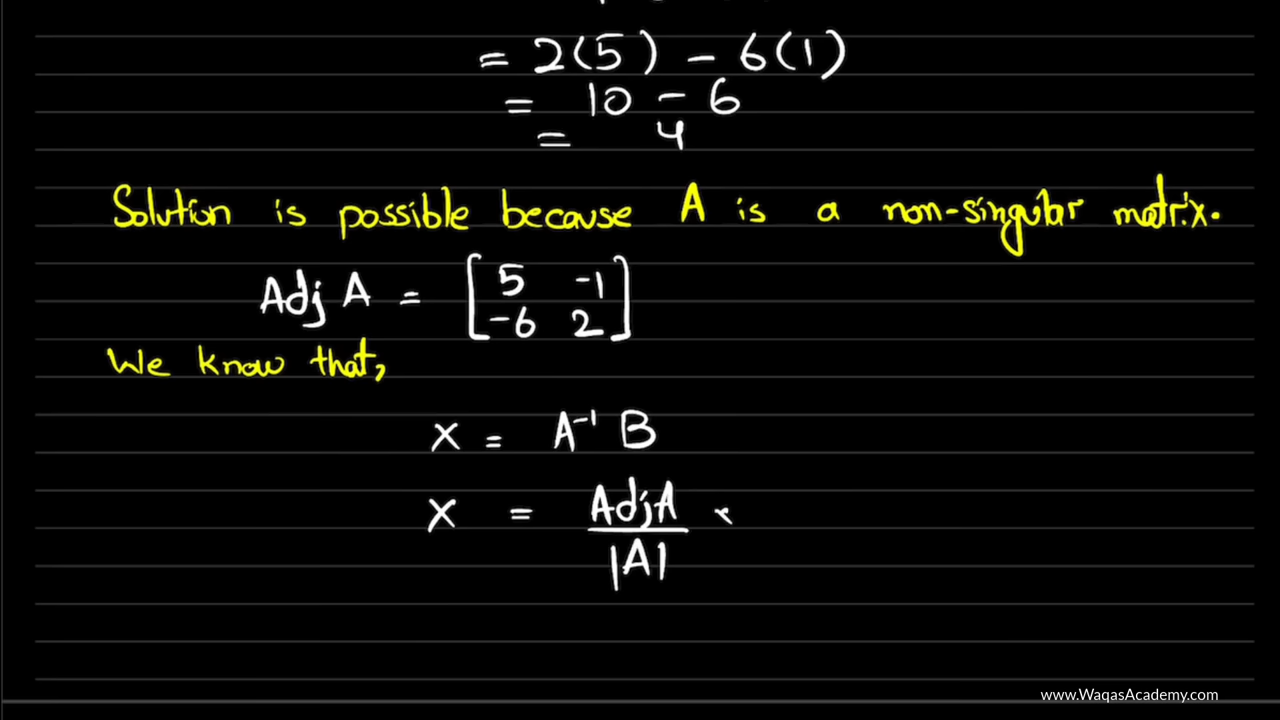 = 2(5) - 6(1)
= 10 - 6
= 4
Solution is possible because A is a non-singular matrix.
Adj A = [5 -1
-6 2]
We know that,
X = A⁻¹ B
X = AdjA ×
|A|
www.WaqasAcademy.com